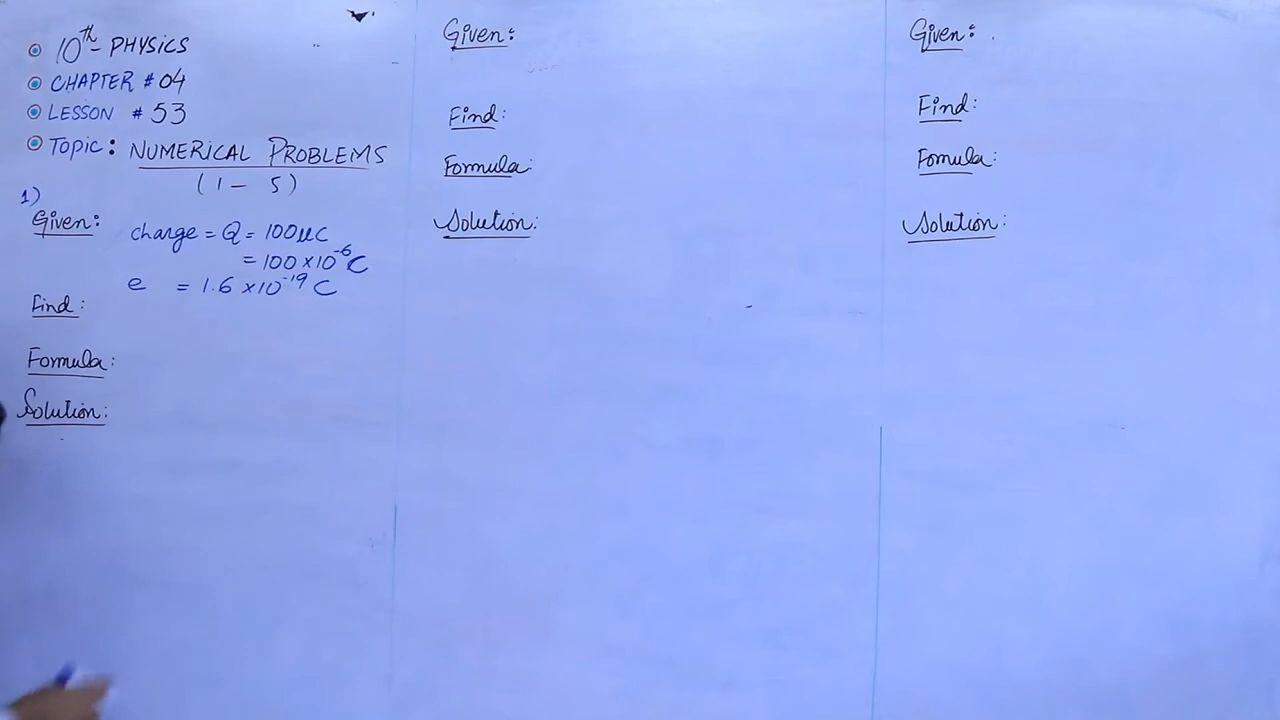 10th- PHYSICS
CHAPTER # 04
LESSON # 53
Topic: NUMERICAL PROBLEMS
(1 - 5)
1)
Given: charge = Q = 100μC
= 100 × 10⁻⁶ C
e = 1.6 × 10⁻¹⁹ C
Find:
Formula:
Solution:
Given:
Find:
Formula:
Solution:
Given:
Find:
Formula:
Solution: